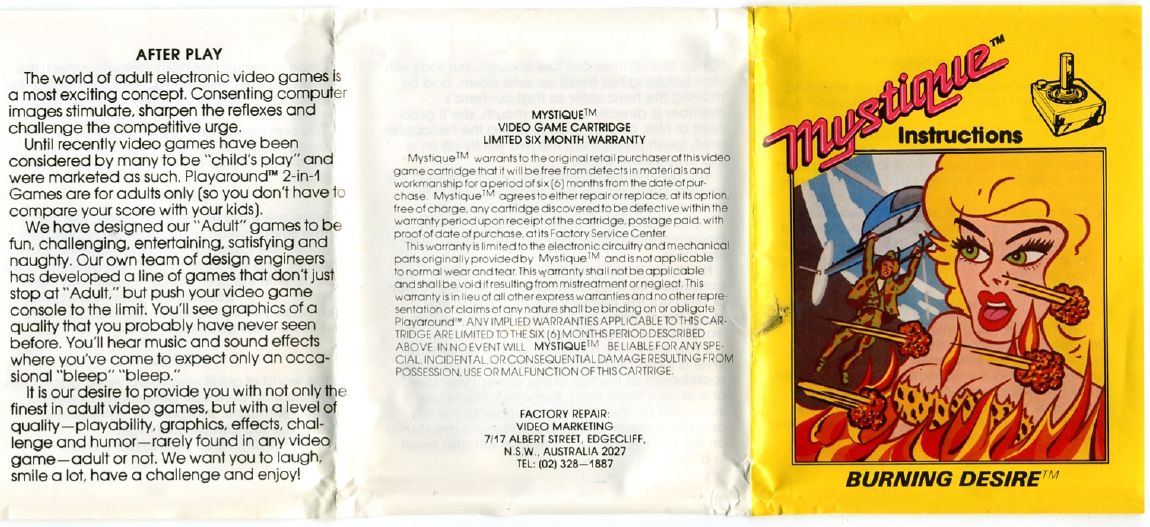 AFTER PLAY
The world of adult electronic video games is
a most exciting concept. Consenting computer
images stimulate, sharpen the reflexes and
challenge the competitive urge.
Until recently video games have been
considered by many to be "child's play" and
were marketed as such. Playaround™ 2-in-1
Games are for adults only (so you don't have to
compare your score with your kids).
We have designed our "Adult" games to be
fun, challenging, entertaining, satisfying and
naughty. Our own team of design engineers
has developed a line of games that don't just
stop at "Adult," but push your video game
console to the limit. You'll see graphics of a
quality that you probably have never seen
before. You'll hear music and sound effects
where you've come to expect only an occa-
sional "bleep" "bleep."
It is our desire to provide you with not only the
finest in adult video games, but with a level of
quality—playability, graphics, effects, chal-
lenge and humor—rarely found in any video
game—adult or not. We want you to laugh,
smile a lot, have a challenge and enjoy!
MYSTIQUE™
VIDEO GAME CARTRIDGE
LIMITED SIX MONTH WARRANTY
Mystique™ warrants to the original retail purchaser of this video
game cartridge that it will be free from defects in materials and
workmanship for a period of six (6) months from the date of pur-
chase. Mystique™ agrees to either repair or replace, at its option,
free of charge, any cartridge discovered to be defective within the
warranty period upon receipt of the cartridge, postage paid, with
proof of date of purchase, at its Factory Service Center.
This warranty is limited to the electronic circuitry and mechanical
parts originally provided by Mystique™ and is not applicable
to normal wear and tear. This warranty shall not be applicable
and shall be void if resulting from mistreatment or neglect. This
warranty is in lieu of all other express warranties and no other repre-
sentation of claims of any nature shall be binding on or obligate
Playaround™. ANY IMPLIED WARRANTIES APPLICABLE TO THIS CAR-
TRIDGE ARE LIMITED TO THE SIX (6) MONTHS PERIOD DESCRIBED
ABOVE. IN NO EVENT WILL MYSTIQUE™ BE LIABLE FOR ANY SPE-
CIAL, INCIDENTAL, OR CONSEQUENTIAL DAMAGE RESULTING FROM
POSSESSION, USE OR MALFUNCTION OF THIS CARTRIGE.
FACTORY REPAIR:
VIDEO MARKETING
7/17 ALBERT STREET, EDGECLIFF,
N.S.W., AUSTRALIA 2027
TEL: (02) 328—1887
Mystique™
Instructions
BURNING DESIRE™